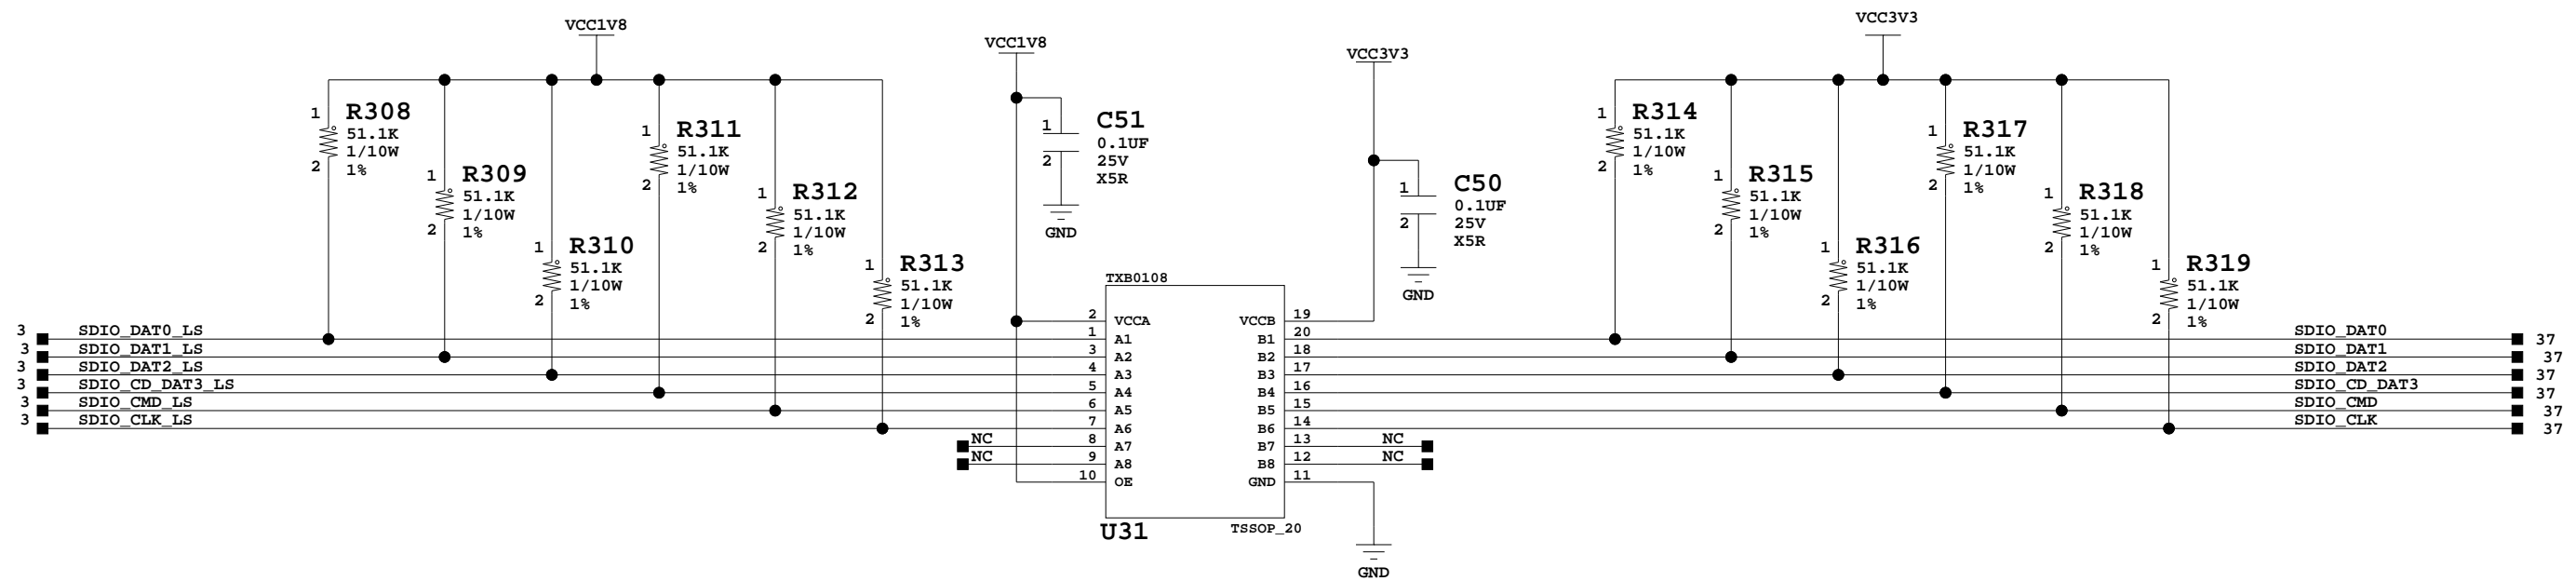 VCC1V8
1
R308
51.1K
1/10W
1%
2
1
R309
51.1K
1/10W
1%
2
1
R310
51.1K
1/10W
1%
2
1
R311
51.1K
1/10W
1%
2
1
R312
51.1K
1/10W
1%
2
1
R313
51.1K
1/10W
1%
2
VCC1V8
1
C51
0.1UF
25V
X5R
2
GND
VCC3V3
1
C50
0.1UF
25V
X5R
2
GND
VCC3V3
1
R314
51.1K
1/10W
1%
2
1
R315
51.1K
1/10W
1%
2
1
R316
51.1K
1/10W
1%
2
1
R317
51.1K
1/10W
1%
2
1
R318
51.1K
1/10W
1%
2
1
R319
51.1K
1/10W
1%
2
3 SDIO_DAT0_LS
3 SDIO_DAT1_LS
3 SDIO_DAT2_LS
3 SDIO_CD_DAT3_LS
3 SDIO_CMD_LS
3 SDIO_CLK_LS
NC
NC
TXB0108
2 VCCA VCCB 19
1 A1 B1 20
3 A2 B2 18
4 A3 B3 17
5 A4 B4 16
6 A5 B5 15
7 A6 B6 14
8 A7 B7 13
9 A8 B8 12
10 OE GND 11
U31
TSSOP_20
NC
NC
GND
SDIO_DAT0 37
SDIO_DAT1 37
SDIO_DAT2 37
SDIO_CD_DAT3 37
SDIO_CMD 37
SDIO_CLK 37